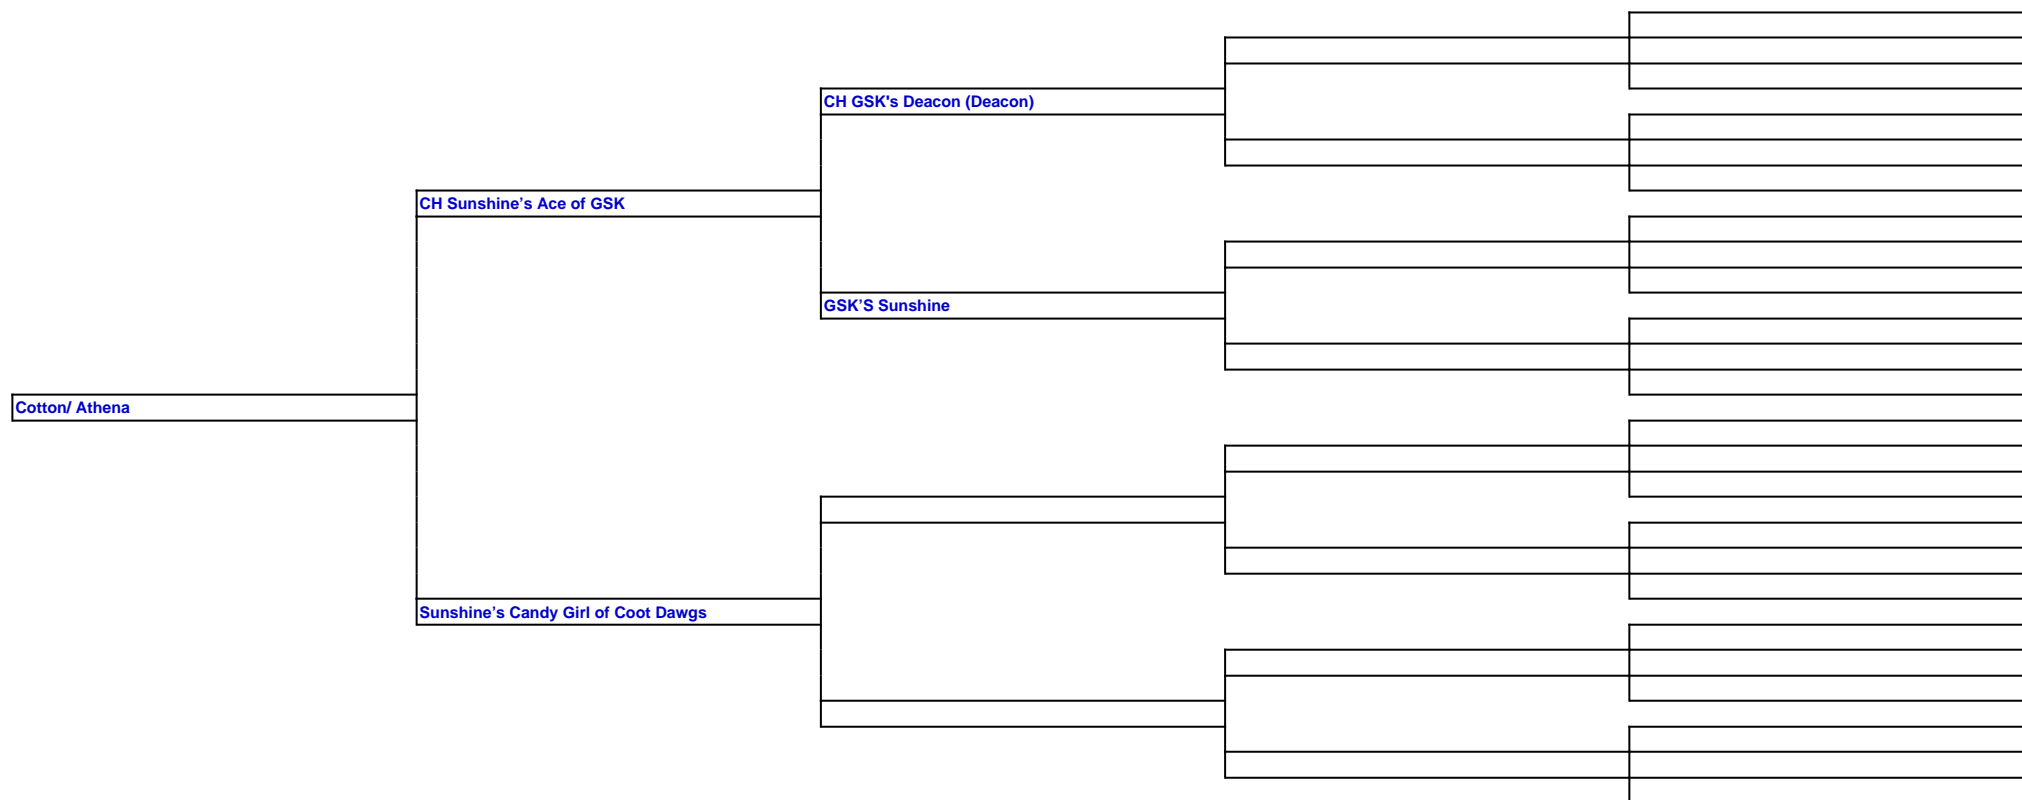 CH GSK's Deacon (Deacon)
CH Sunshine’s Ace of GSK
GSK’S Sunshine
Cotton/ Athena
Sunshine’s Candy Girl of Coot Dawgs